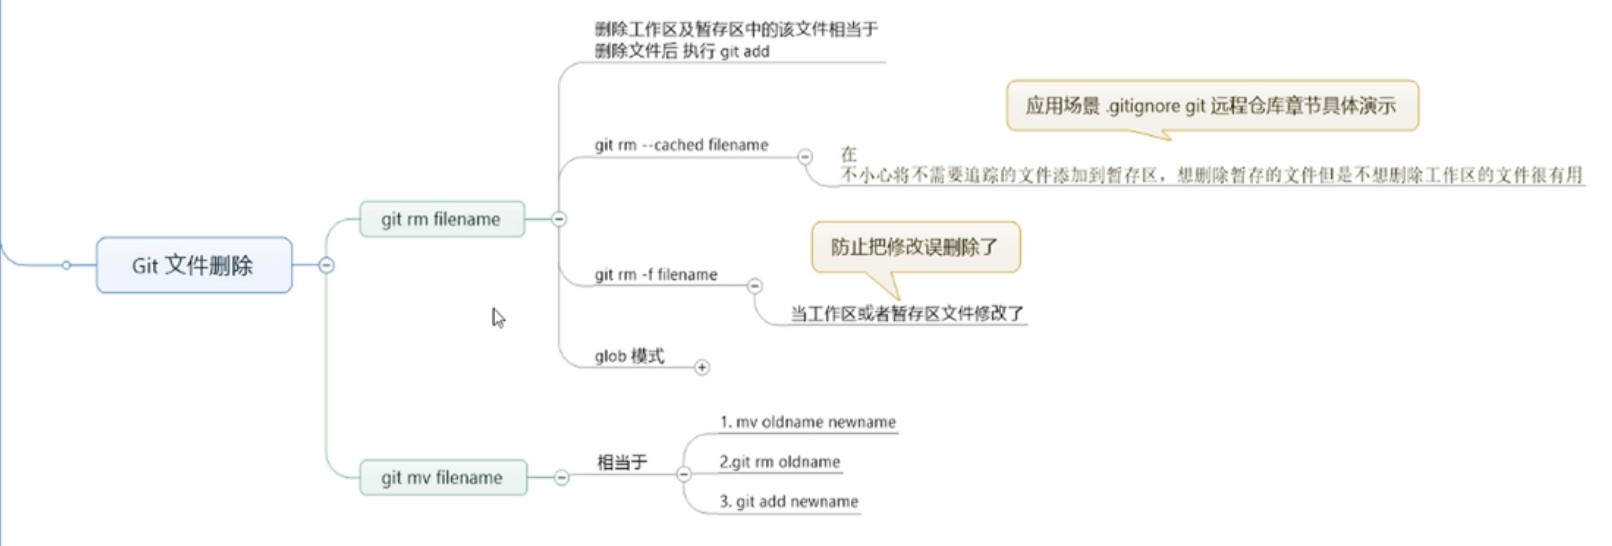 删除工作区及暂存区中的该文件相当于
删除文件后 执行 git add
应用场景 .gitignore git 远程仓库章节具体演示
git rm --cached filename
在
不小心将不需要追踪的文件添加到暂存区，想删除暂存的文件但是不想删除工作区的文件很有用
git rm filename
防止把修改误删除了
Git 文件删除
git rm -f filename
当工作区或者暂存区文件修改了
glob 模式
1. mv oldname newname
相当于
2.git rm oldname
git mv filename
3. git add newname